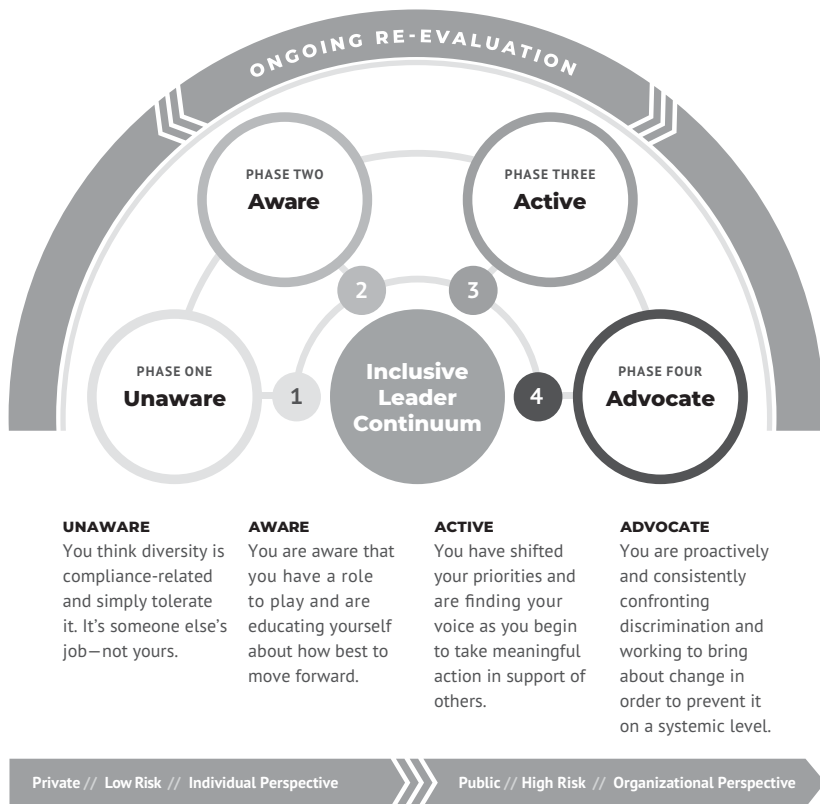 ONGOING RE-EVALUATION
PHASE TWO
Aware
PHASE THREE
Active
2
3
PHASE ONE
Unaware
1
Inclusive
Leader
Continuum
4
PHASE FOUR
Advocate
UNAWARE
You think diversity is
compliance-related
and simply tolerate
it. It’s someone else’s
job—not yours.
AWARE
You are aware that
you have a role
to play and are
educating yourself
about how best to
move forward.
ACTIVE
You have shifted
your priorities and
are finding your
voice as you begin
to take meaningful
action in support of
others.
ADVOCATE
You are proactively
and consistently
confronting
discrimination and
working to bring
about change in
order to prevent it
on a systemic level.
Private // Low Risk // Individual Perspective
Public // High Risk // Organizational Perspective